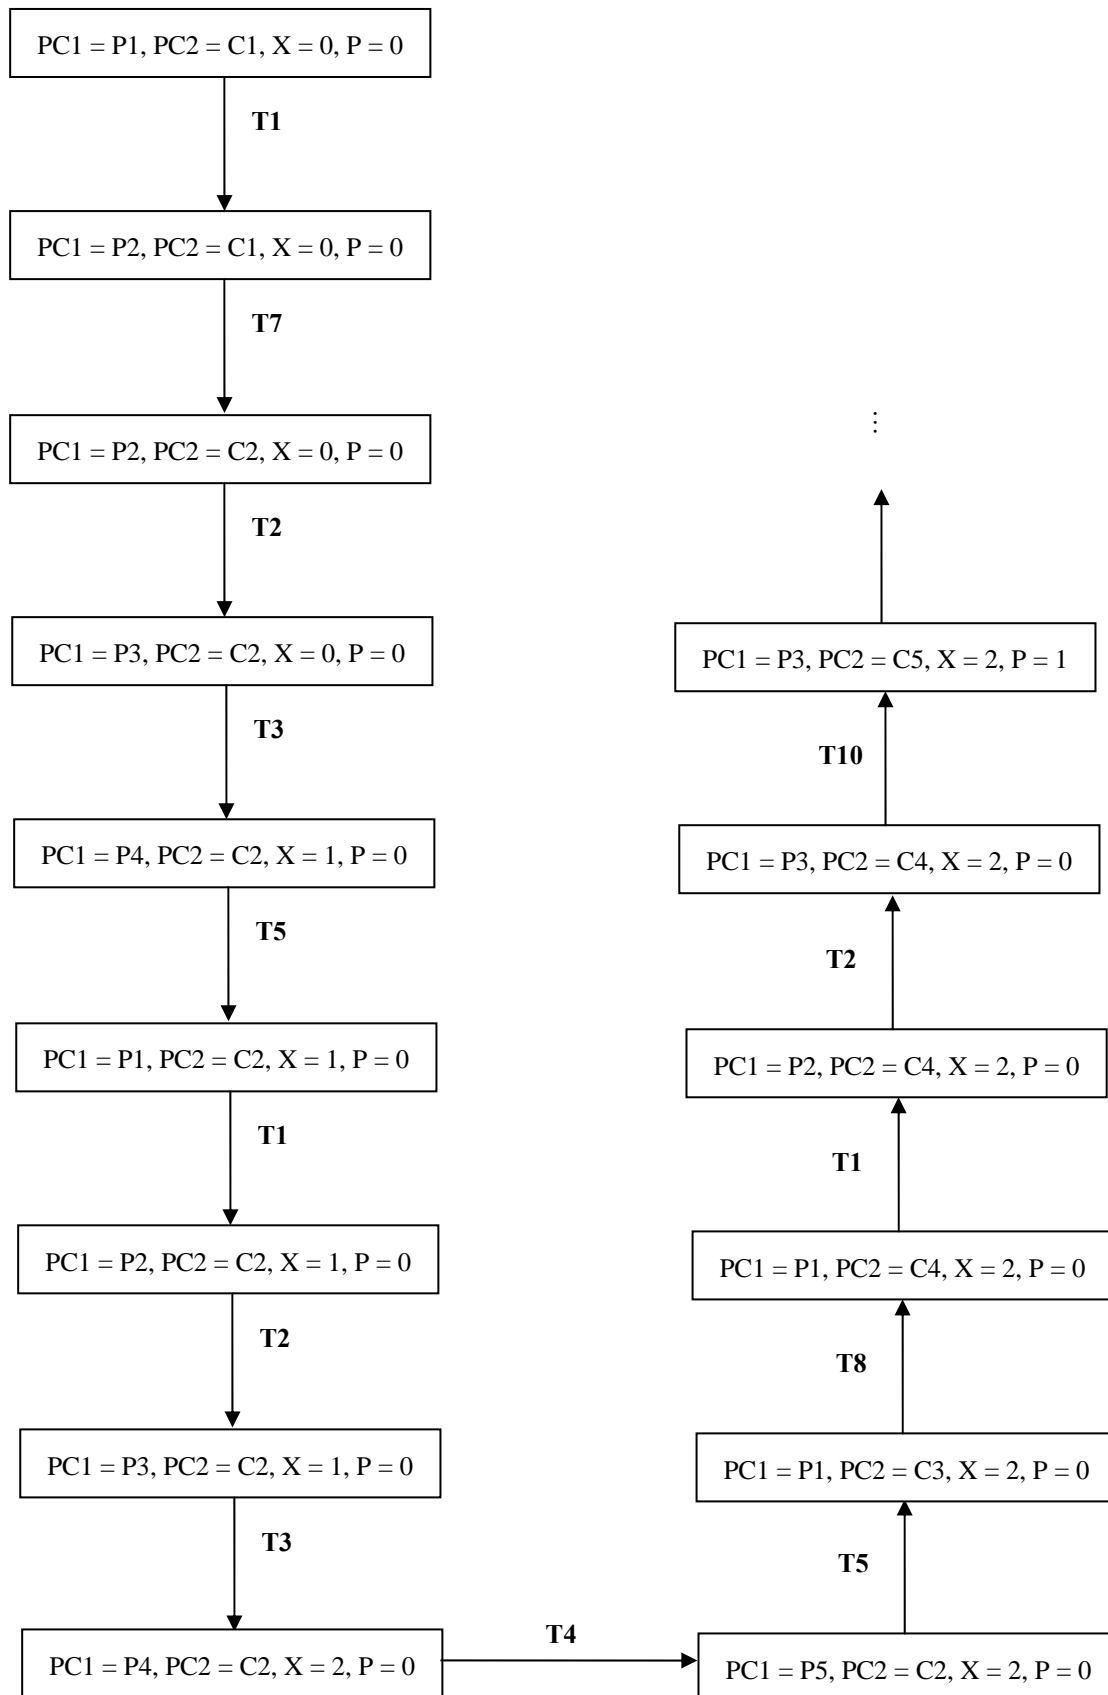 PC1 = P1, PC2 = C1, X = 0, P = 0
T1
PC1 = P2, PC2 = C1, X = 0, P = 0
T7
PC1 = P2, PC2 = C2, X = 0, P = 0
T2
PC1 = P3, PC2 = C2, X = 0, P = 0
T3
PC1 = P4, PC2 = C2, X = 1, P = 0
T5
PC1 = P1, PC2 = C2, X = 1, P = 0
T1
PC1 = P2, PC2 = C2, X = 1, P = 0
T2
PC1 = P3, PC2 = C2, X = 1, P = 0
T3
PC1 = P4, PC2 = C2, X = 2, P = 0
T4
PC1 = P5, PC2 = C2, X = 2, P = 0
T5
PC1 = P1, PC2 = C3, X = 2, P = 0
T8
PC1 = P1, PC2 = C4, X = 2, P = 0
T1
PC1 = P2, PC2 = C4, X = 2, P = 0
T2
PC1 = P3, PC2 = C4, X = 2, P = 0
T10
PC1 = P3, PC2 = C5, X = 2, P = 1
⋮